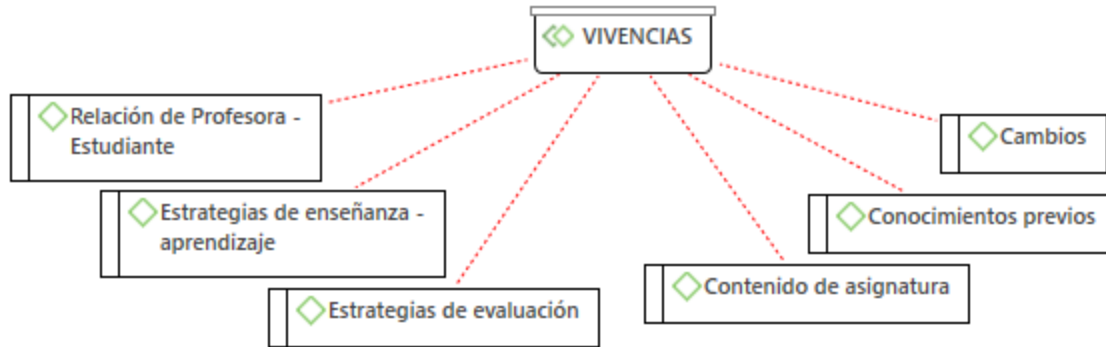 VIVENCIAS
Relación de Profesora -
Estudiante
Estrategias de enseñanza -
aprendizaje
Estrategias de evaluación
Contenido de asignatura
Conocimientos previos
Cambios